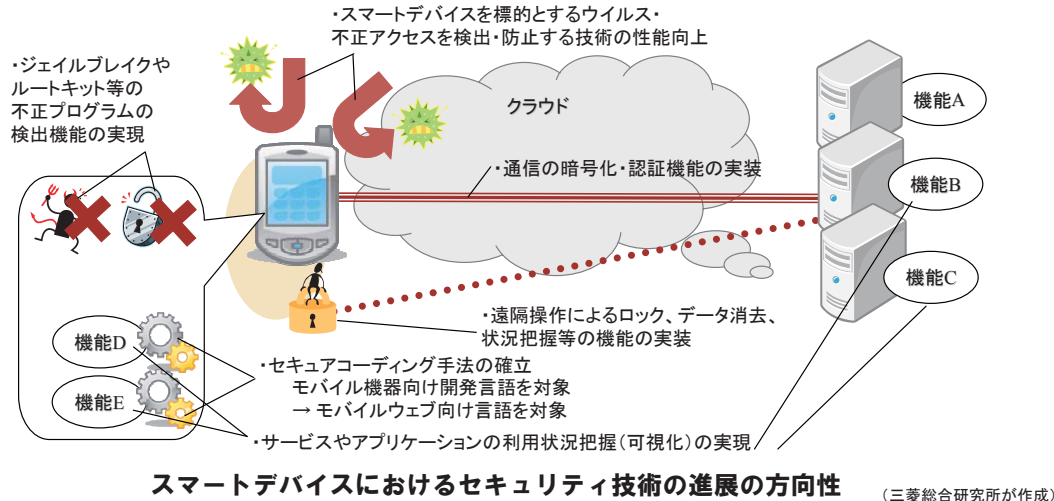 ・スマートデバイスを標的とするウイルス・
不正アクセスを検出・防止する技術の性能向上
・ジェイルブレイクや
ルートキット等の
不正プログラムの
検出機能の実現
クラウド
機能A
・通信の暗号化・認証機能の実装
機能B
機能C
・遠隔操作によるロック、データ消去、
状況把握等の機能の実装
機能D
・セキュアコーディング手法の確立
モバイル機器向け開発言語を対象
→ モバイルウェブ向け言語を対象
機能E
・サービスやアプリケーションの利用状況把握(可視化)の実現
スマートデバイスにおけるセキュリティ技術の進展の方向性
(三菱総合研究所が作成)